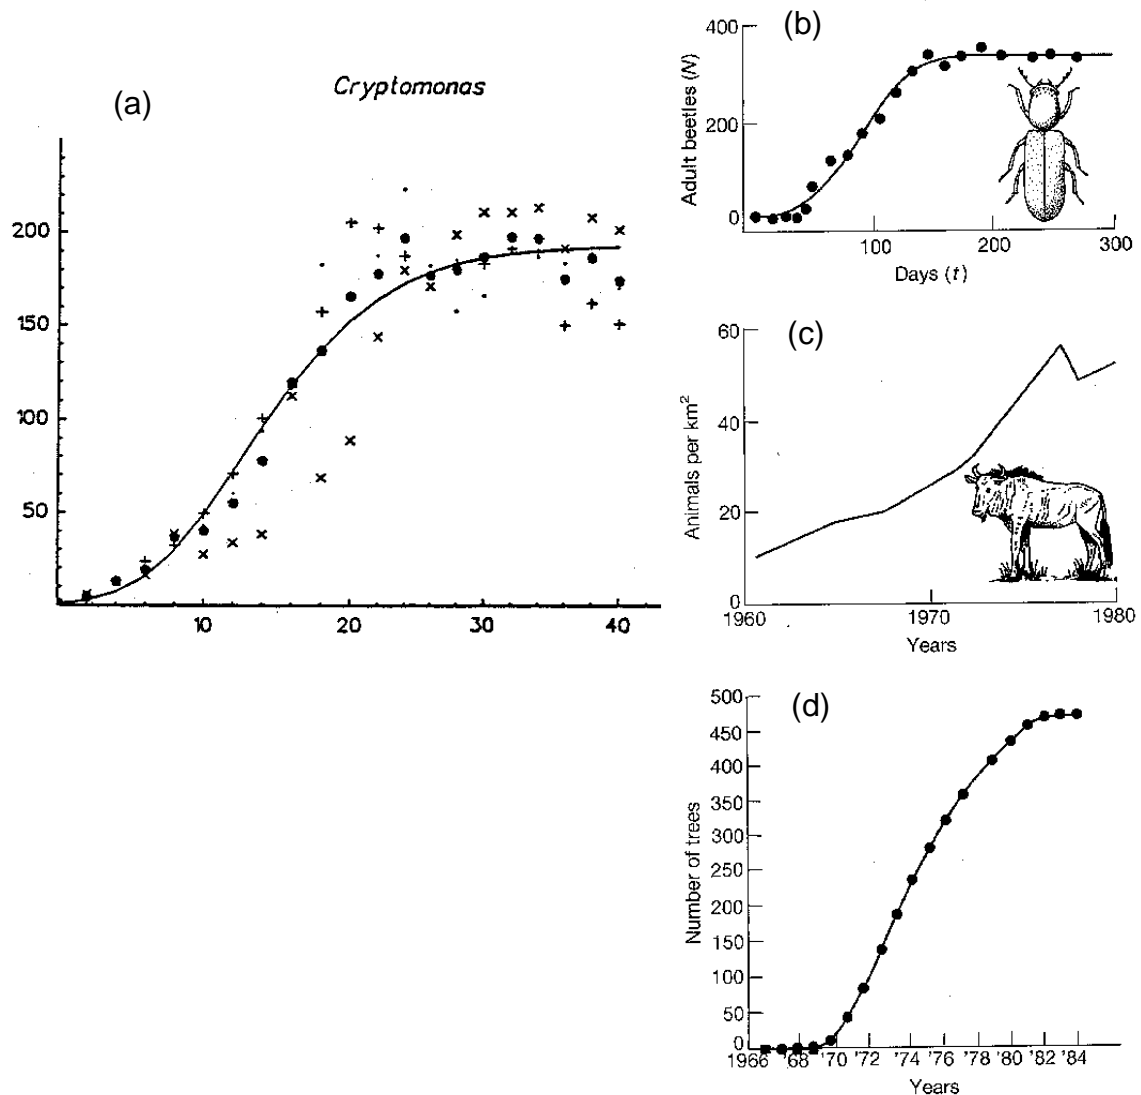 (a)
Cryptomonas
200
150
100
50
10 20 30 40
(b)
Adult beetles (N)
400
200
0
100 200 300
Days (t)
(c)
Animals per km²
60
40
20
0
1960 1970 1980
Years
(d)
Number of trees
500
450
400
350
300
250
200
150
100
50
0
1966 '68 '70 '72 '74 '76 '78 '80 '82 '84
Years